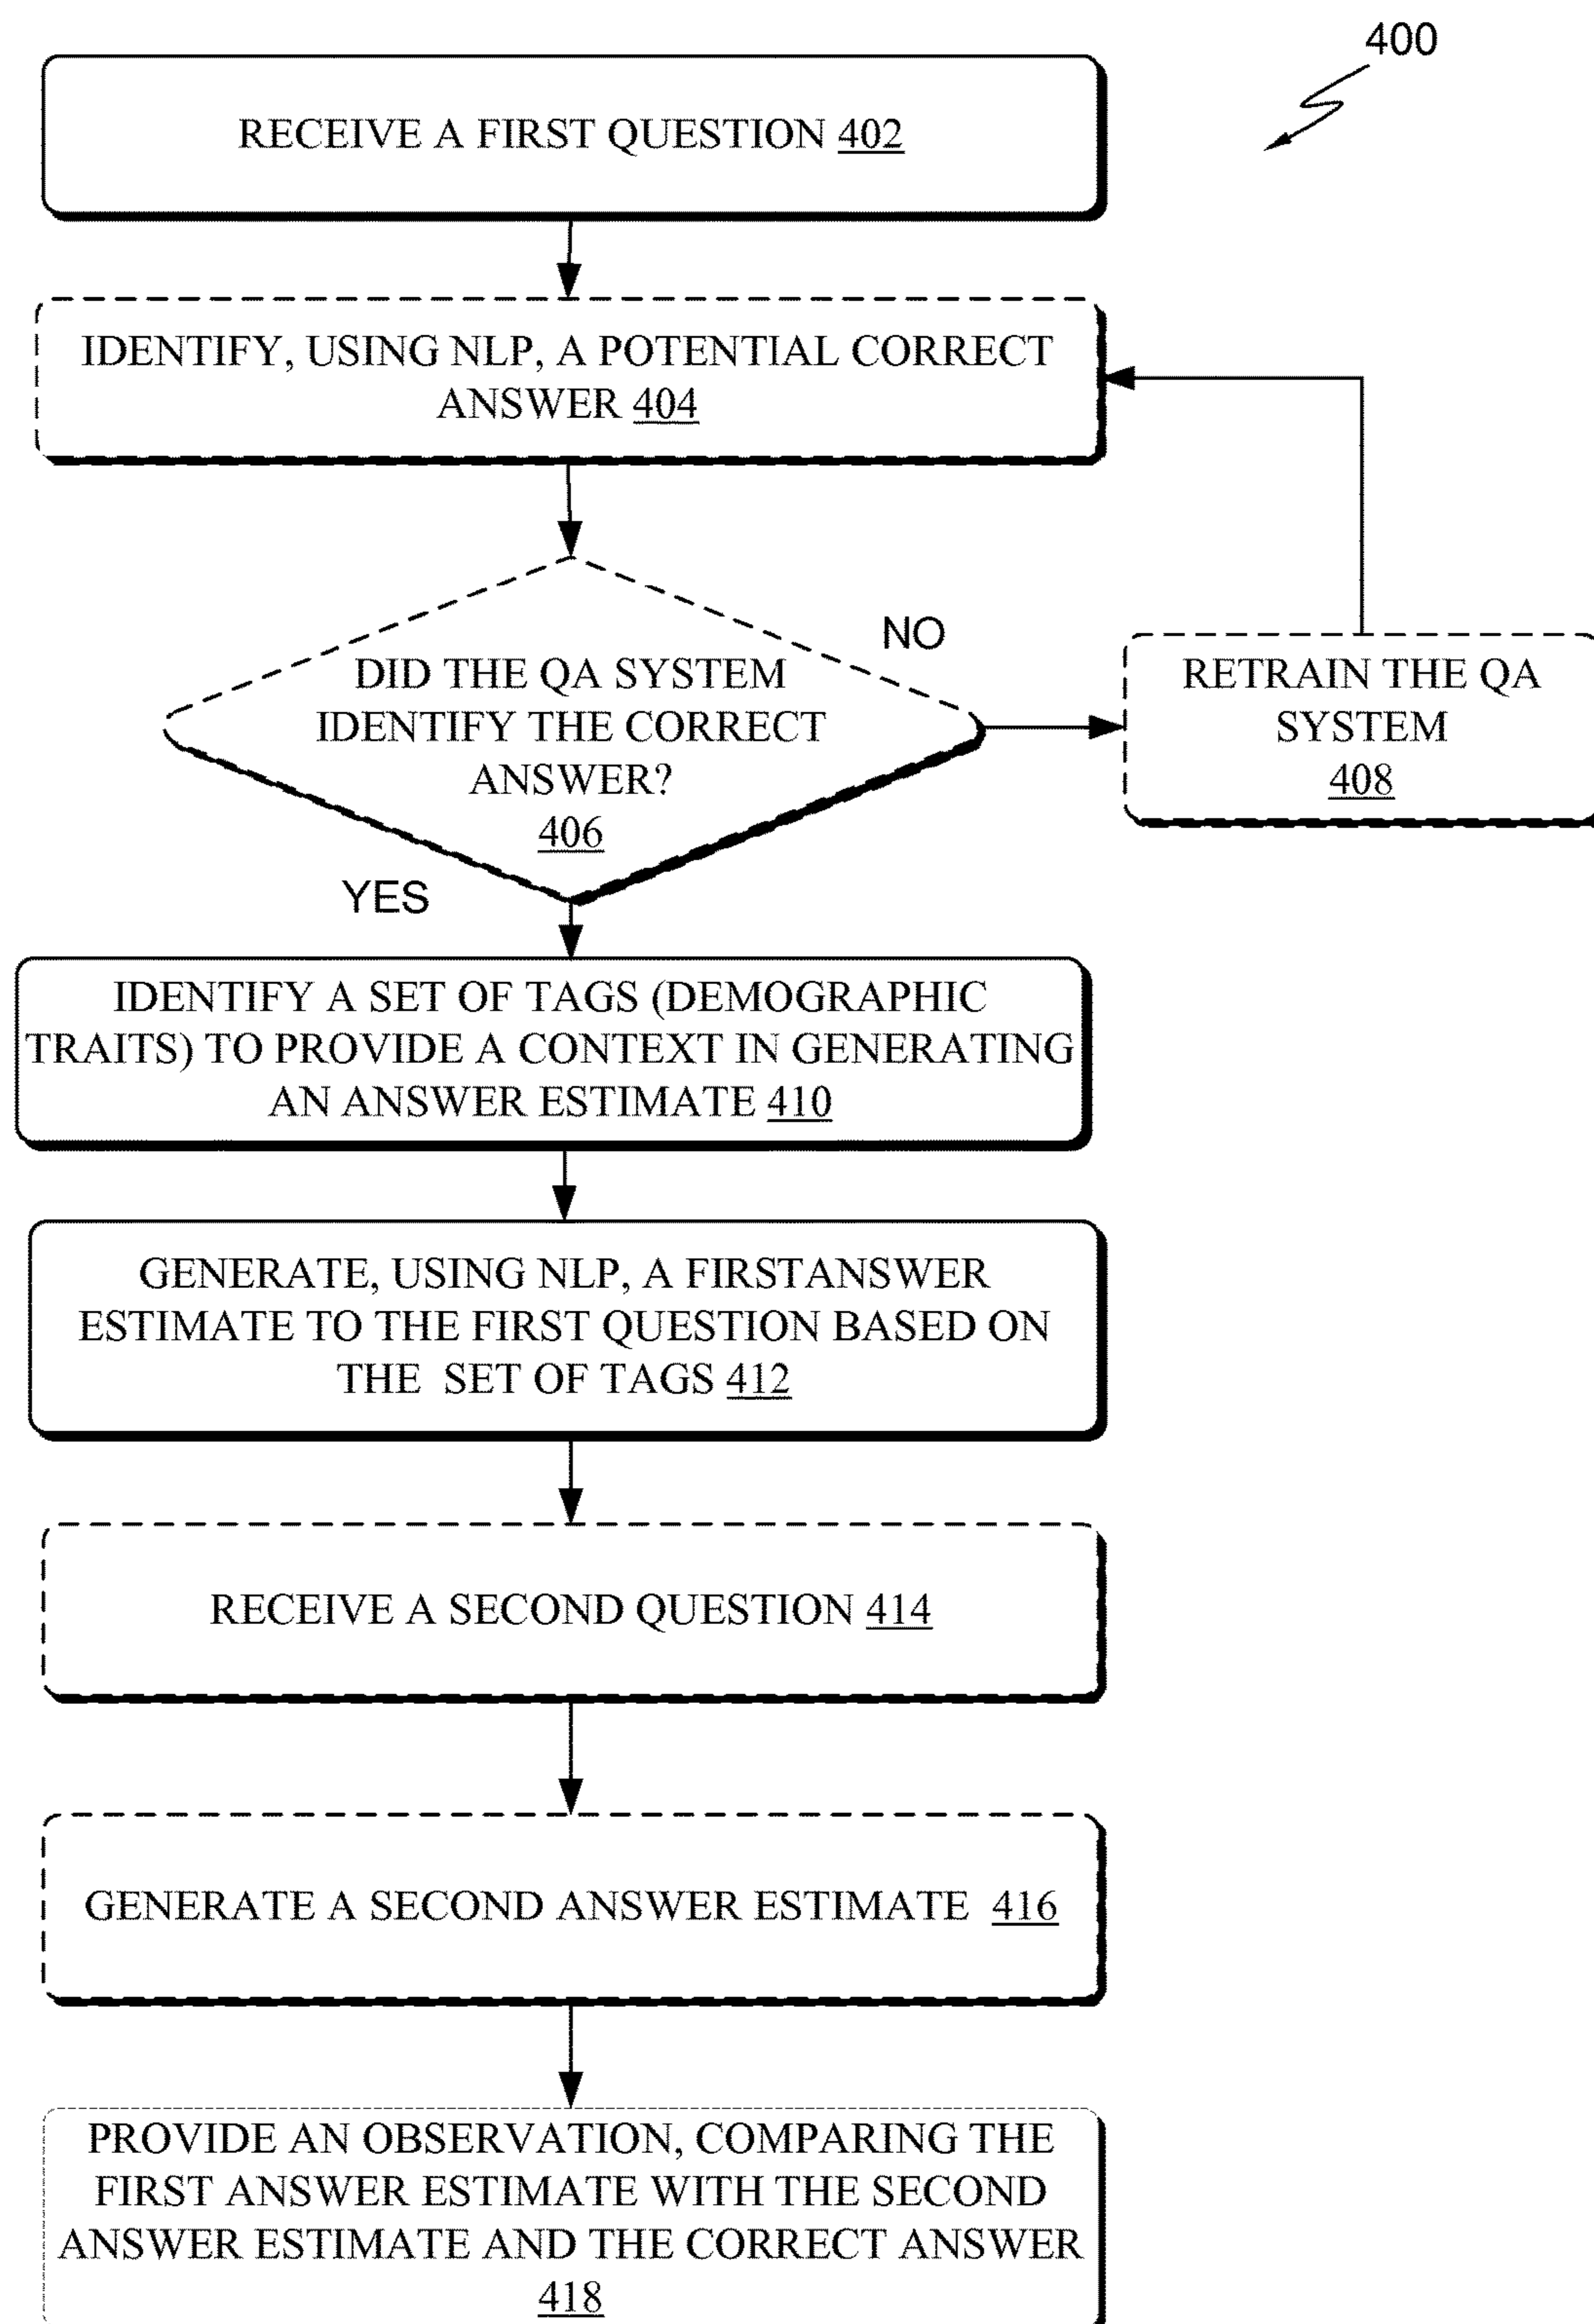 400
RECEIVE A FIRST QUESTION 402
IDENTIFY, USING NLP, A POTENTIAL CORRECT
ANSWER 404
NO
DID THE QA SYSTEM
IDENTIFY THE CORRECT
ANSWER?
406
RETRAIN THE QA
SYSTEM
408
YES
IDENTIFY A SET OF TAGS (DEMOGRAPHIC
TRAITS) TO PROVIDE A CONTEXT IN GENERATING
AN ANSWER ESTIMATE 410
GENERATE, USING NLP, A FIRSTANSWER
ESTIMATE TO THE FIRST QUESTION BASED ON
THE SET OF TAGS 412
RECEIVE A SECOND QUESTION 414
GENERATE A SECOND ANSWER ESTIMATE 416
PROVIDE AN OBSERVATION, COMPARING THE
FIRST ANSWER ESTIMATE WITH THE SECOND
ANSWER ESTIMATE AND THE CORRECT ANSWER
418